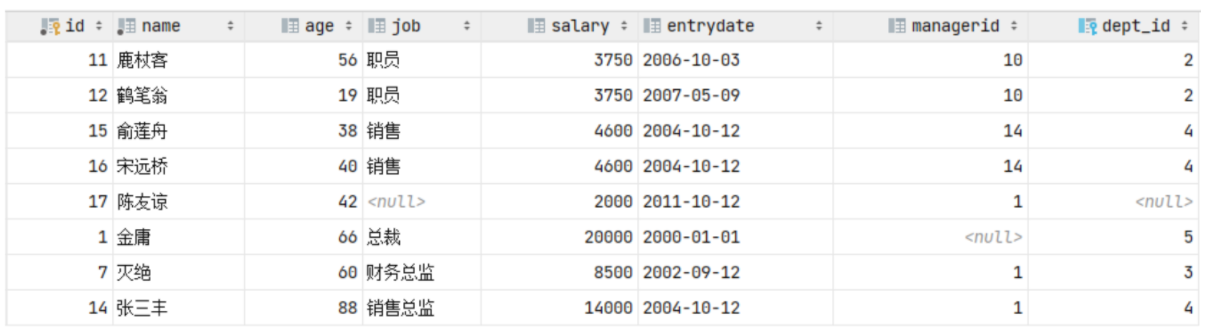 id name age job salary entrydate managerid dept_id
11 鹿杖客 56 职员 3750 2006-10-03 10 2
12 鹤笔翁 19 职员 3750 2007-05-09 10 2
15 俞莲舟 38 销售 4600 2004-10-12 14 4
16 宋远桥 40 销售 4600 2004-10-12 14 4
17 陈友谅 42 <null> 2000 2011-10-12 1 <null>
1 金庸 66 总裁 20000 2000-01-01 <null> 5
7 灭绝 60 财务总监 8500 2002-09-12 1 3
14 张三丰 88 销售总监 14000 2004-10-12 1 4